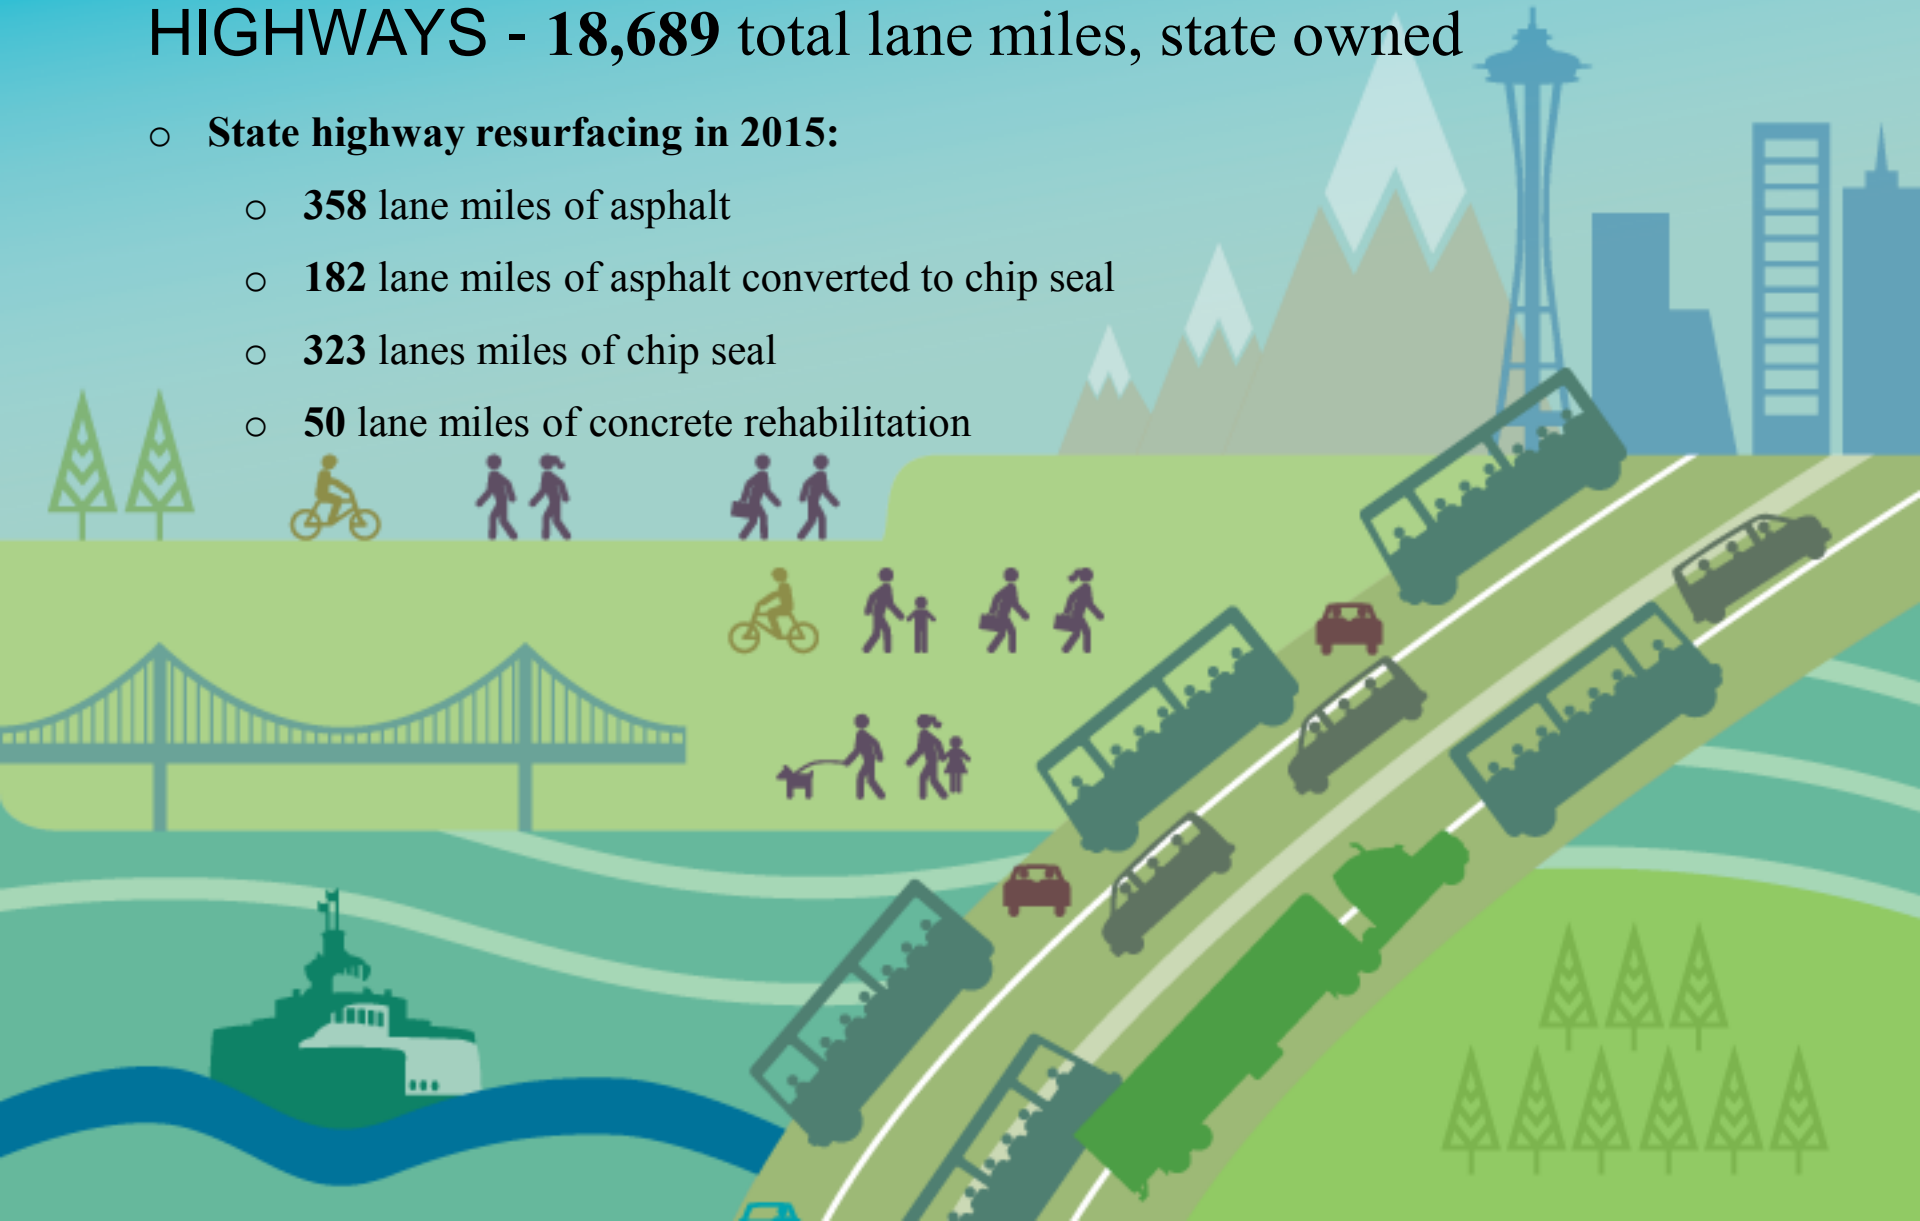 HIGHWAYS - 18,689 total lane miles, state owned
o State highway resurfacing in 2015:
o 358 lane miles of asphalt
o 182 lane miles of asphalt converted to chip seal
o 323 lanes miles of chip seal
o 50 lane miles of concrete rehabilitation